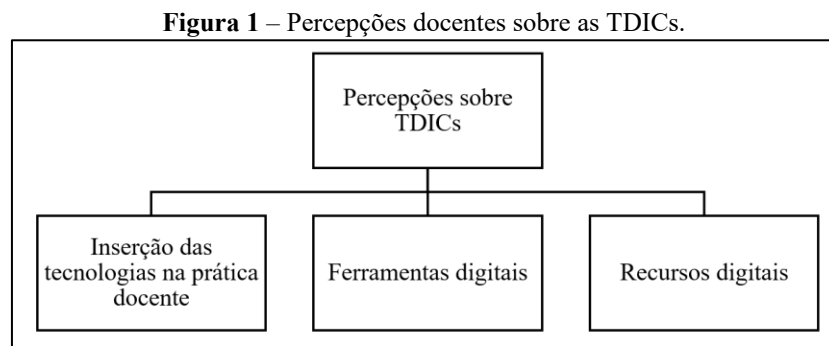 Figura 1 – Percepções docentes sobre as TDICs.
Percepções sobre
TDICs
Inserção das
tecnologias na prática
docente
Ferramentas digitais
Recursos digitais